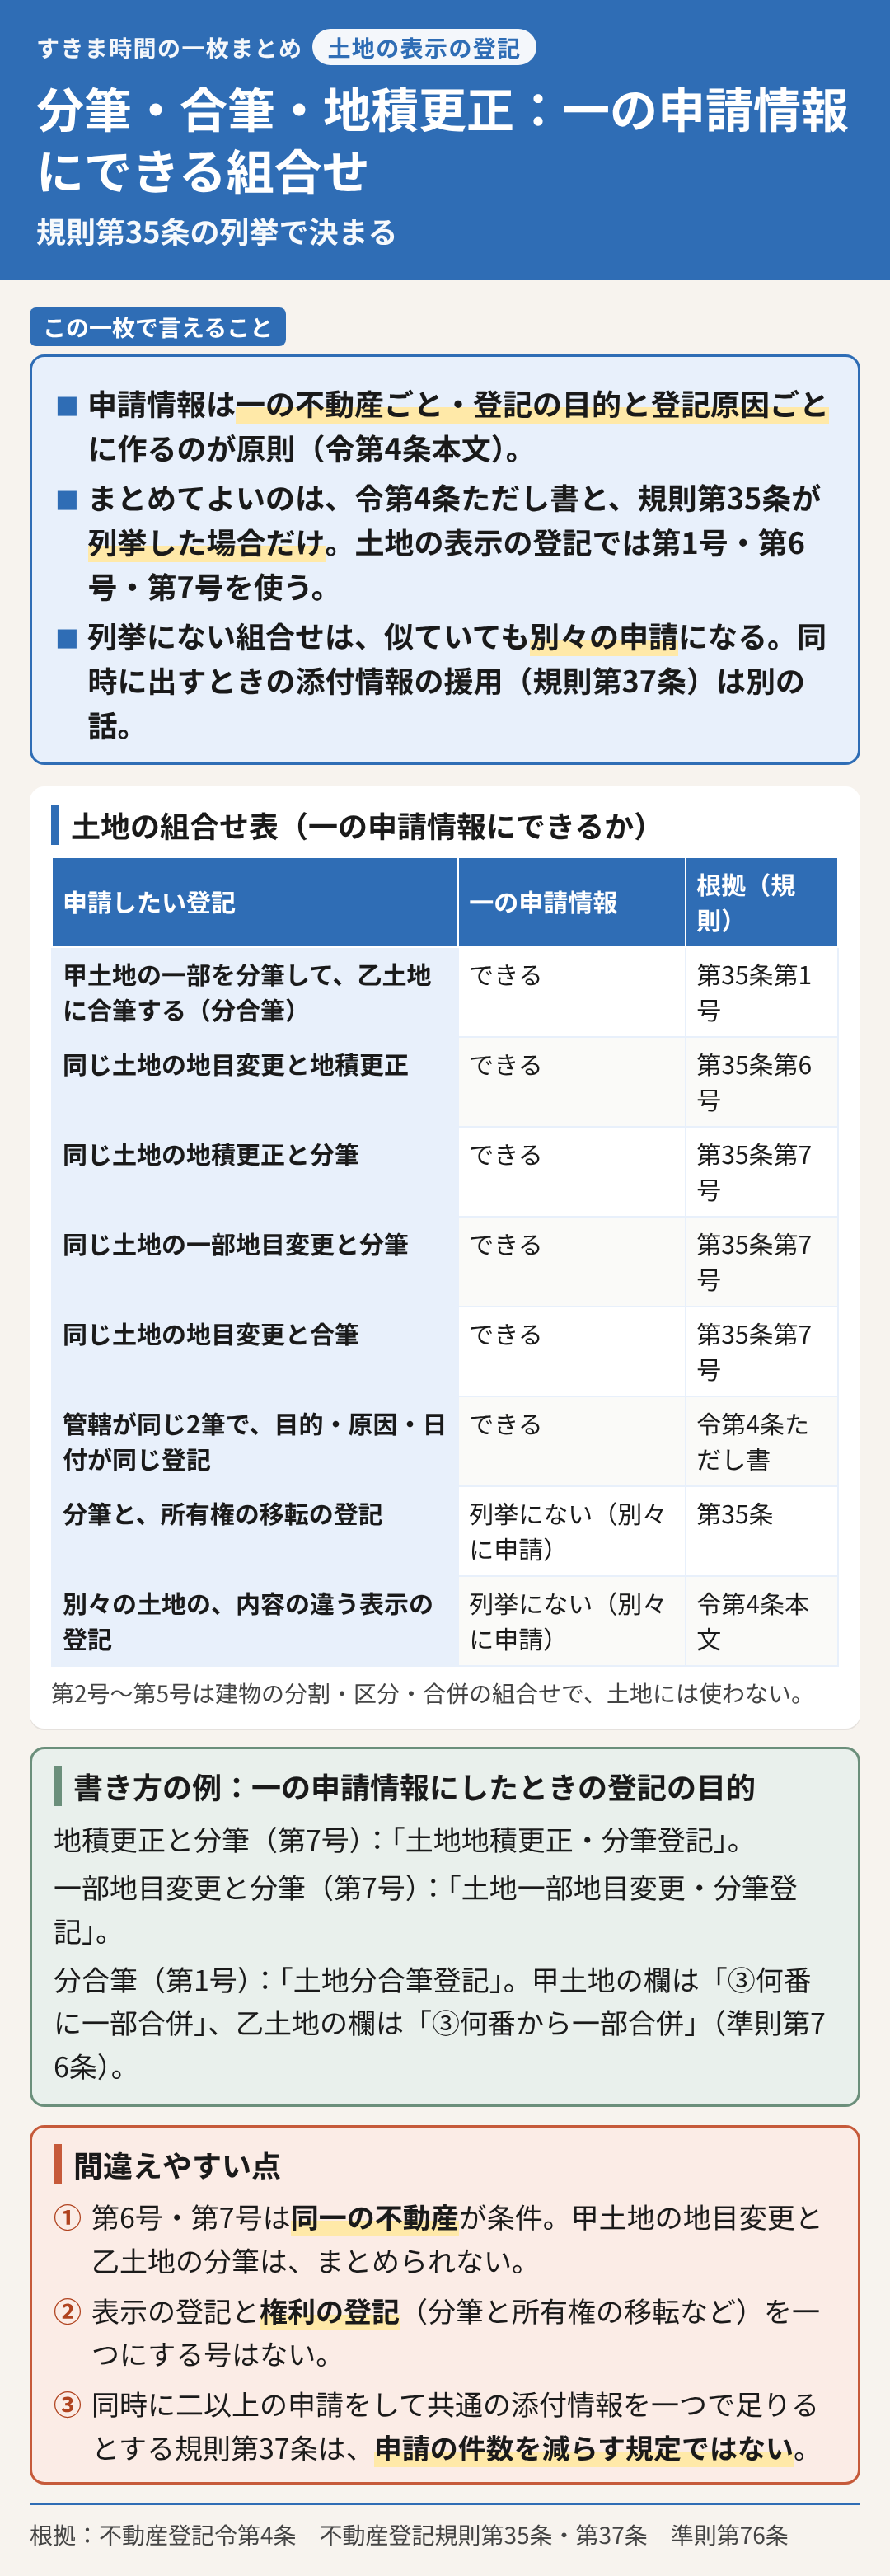 すきま時間の一枚まとめ 土地の表示の登記
分筆・合筆・地積更正：一の申請情報
にできる組合せ
規則第35条の列挙で決まる
この一枚で言えること
■ 申請情報は一の不動産ごと・登記の目的と登記原因ごと
に作るのが原則（令第4条本文）。
■ まとめてよいのは、令第4条ただし書と、規則第35条が
列挙した場合だけ。土地の表示の登記では第1号・第6
号・第7号を使う。
■ 列挙にない組合せは、似ていても別々の申請になる。同
時に出すときの添付情報の援用（規則第37条）は別の
話。
土地の組合せ表（一の申請情報にできるか）
申請したい登記 一の申請情報 根拠（規
則）
甲土地の一部を分筆して、乙土地 できる 第35条第1
に合筆する（分合筆） 号
同じ土地の地目変更と地積更正 できる 第35条第6
号
同じ土地の地積更正と分筆 できる 第35条第7
号
同じ土地の一部地目変更と分筆 できる 第35条第7
号
同じ土地の地目変更と合筆 できる 第35条第7
号
管轄が同じ2筆で、目的・原因・日 できる 令第4条た
付が同じ登記 だし書
分筆と、所有権の移転の登記 列挙にない（別々 第35条
に申請）
別々の土地の、内容の違う表示の 列挙にない（別々 令第4条本
登記 に申請） 文
第2号〜第5号は建物の分割・区分・合併の組合せで、土地には使わない。
書き方の例：一の申請情報にしたときの登記の目的
地積更正と分筆（第7号）：「土地地積更正・分筆登記」。
一部地目変更と分筆（第7号）：「土地一部地目変更・分筆登
記」。
分合筆（第1号）：「土地分合筆登記」。甲土地の欄は「③何番
に一部合併」、乙土地の欄は「③何番から一部合併」（準則第7
6条）。
間違えやすい点
① 第6号・第7号は同一の不動産が条件。甲土地の地目変更と
乙土地の分筆は、まとめられない。
② 表示の登記と権利の登記（分筆と所有権の移転など）を一
つにする号はない。
③ 同時に二以上の申請をして共通の添付情報を一つで足りる
とする規則第37条は、申請の件数を減らす規定ではない。
根拠：不動産登記令第4条　不動産登記規則第35条・第37条　準則第76条